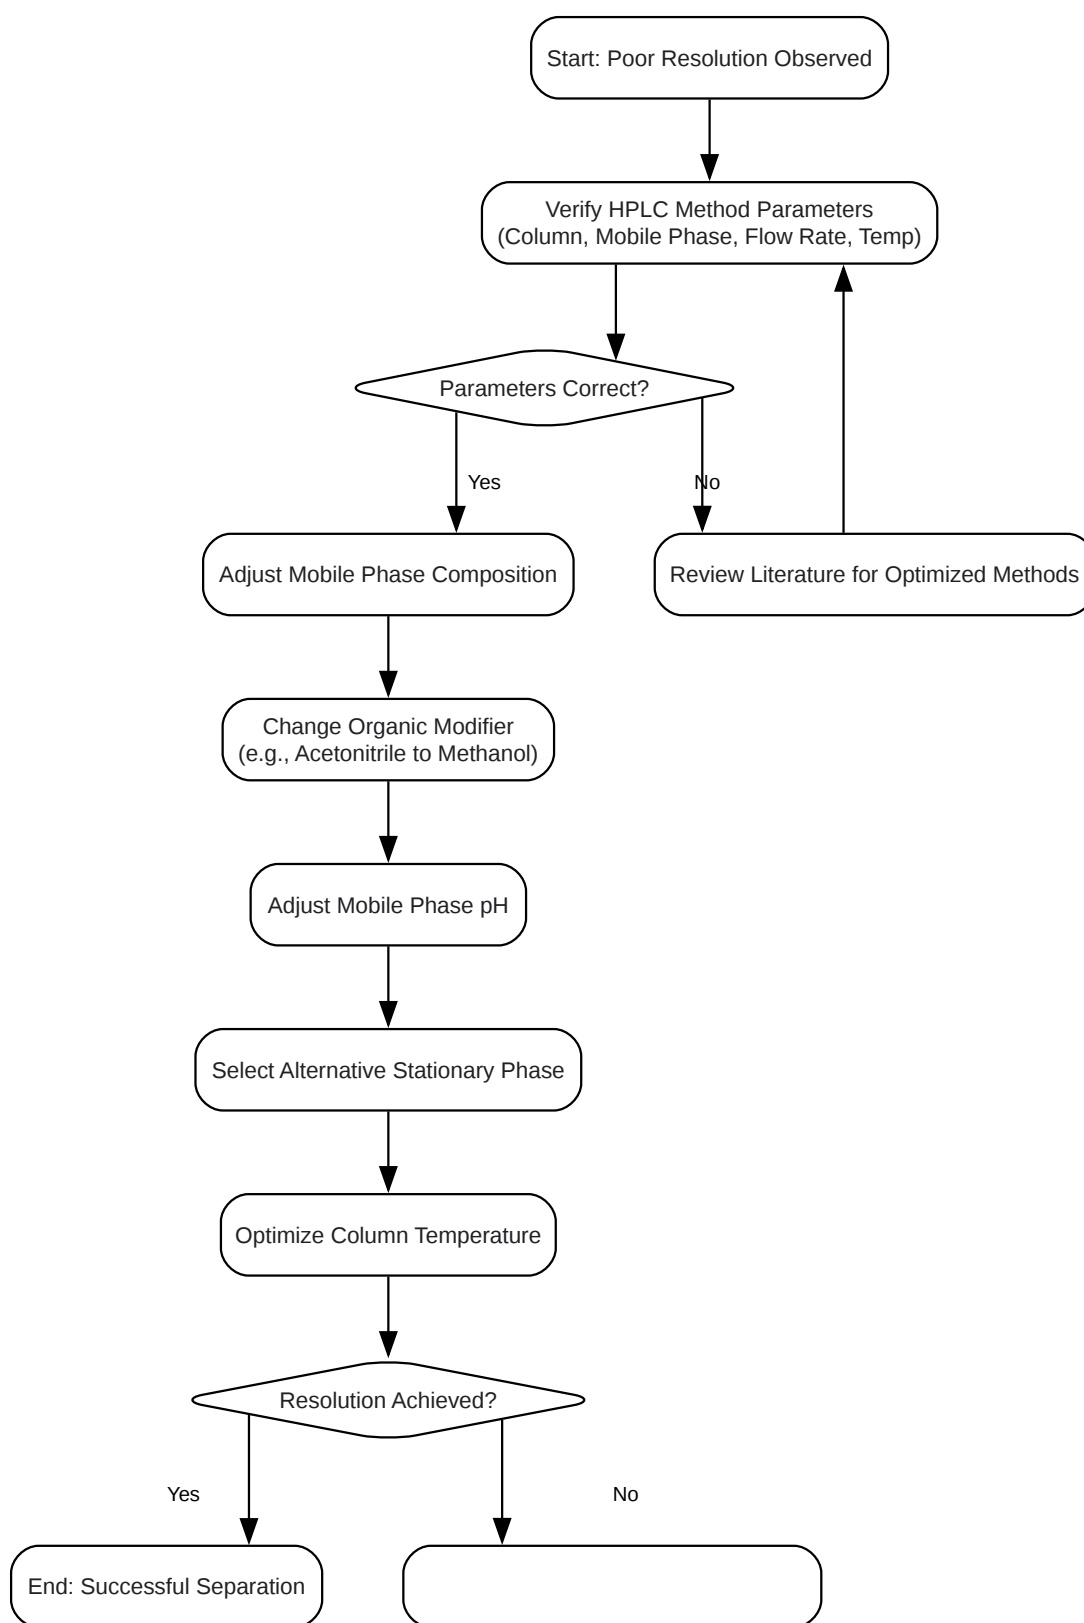 Start: Poor Resolution Observed
Verify HPLC Method Parameters
(Column, Mobile Phase, Flow Rate, Temp)
Parameters Correct?
Yes
No
Adjust Mobile Phase Composition
Review Literature for Optimized Methods
Change Organic Modifier
(e.g., Acetonitrile to Methanol)
Adjust Mobile Phase pH
Select Alternative Stationary Phase
Optimize Column Temperature
Resolution Achieved?
Yes
No
End: Successful Separation